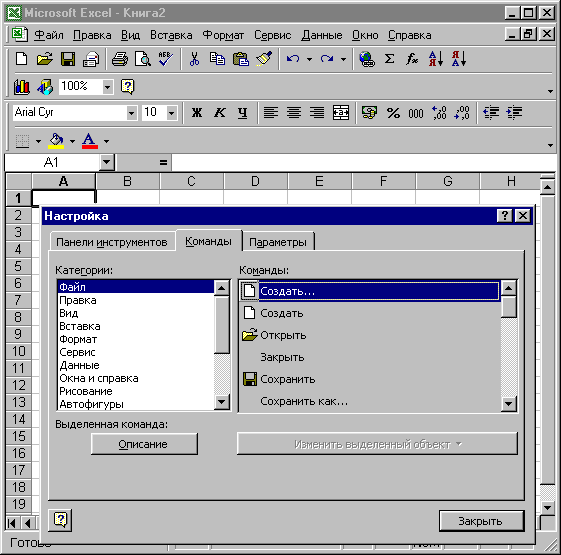 Microsoft Excel - Книга2
Файл Правка Вид Вставка Формат Сервис Данные Окно Справка
100%
Arial Cyr 10 Ж К Ч % 000
A1 =
A B C D E F G H
1
2
3
4
5
6
7
8
9
10
11
12
13
14
15
16
17
18
19
Настройка
Панели инструментов Команды Параметры
Категории:
Файл
Правка
Вид
Вставка
Формат
Сервис
Данные
Окна и справка
Рисование
Автофигуры
Команды:
Создать...
Создать
Открыть
Закрыть
Сохранить
Сохранить как...
Выделенная команда:
Описание Изменить выделенный объект
Закрыть
Готово